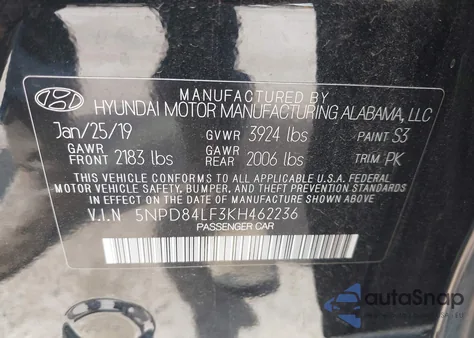 MANUFACTURED BY
HYUNDAI MOTOR MANUFACTURING ALABAMA, LLC
Jan/25/19 GVWR 3924 lbs PAINT S3
GAWR FRONT 2183 lbs GAWR REAR 2006 lbs TRIM PK
THIS VEHICLE CONFORMS TO ALL APPLICABLE U.S.A. FEDERAL
MOTOR VEHICLE SAFETY, BUMPER, AND THEFT PREVENTION STANDARDS
IN EFFECT ON THE DATE OF MANUFACTURE SHOWN ABOVE.
V.I.N 5NPD84LF3KH462236
PASSENGER CAR
autoSnap